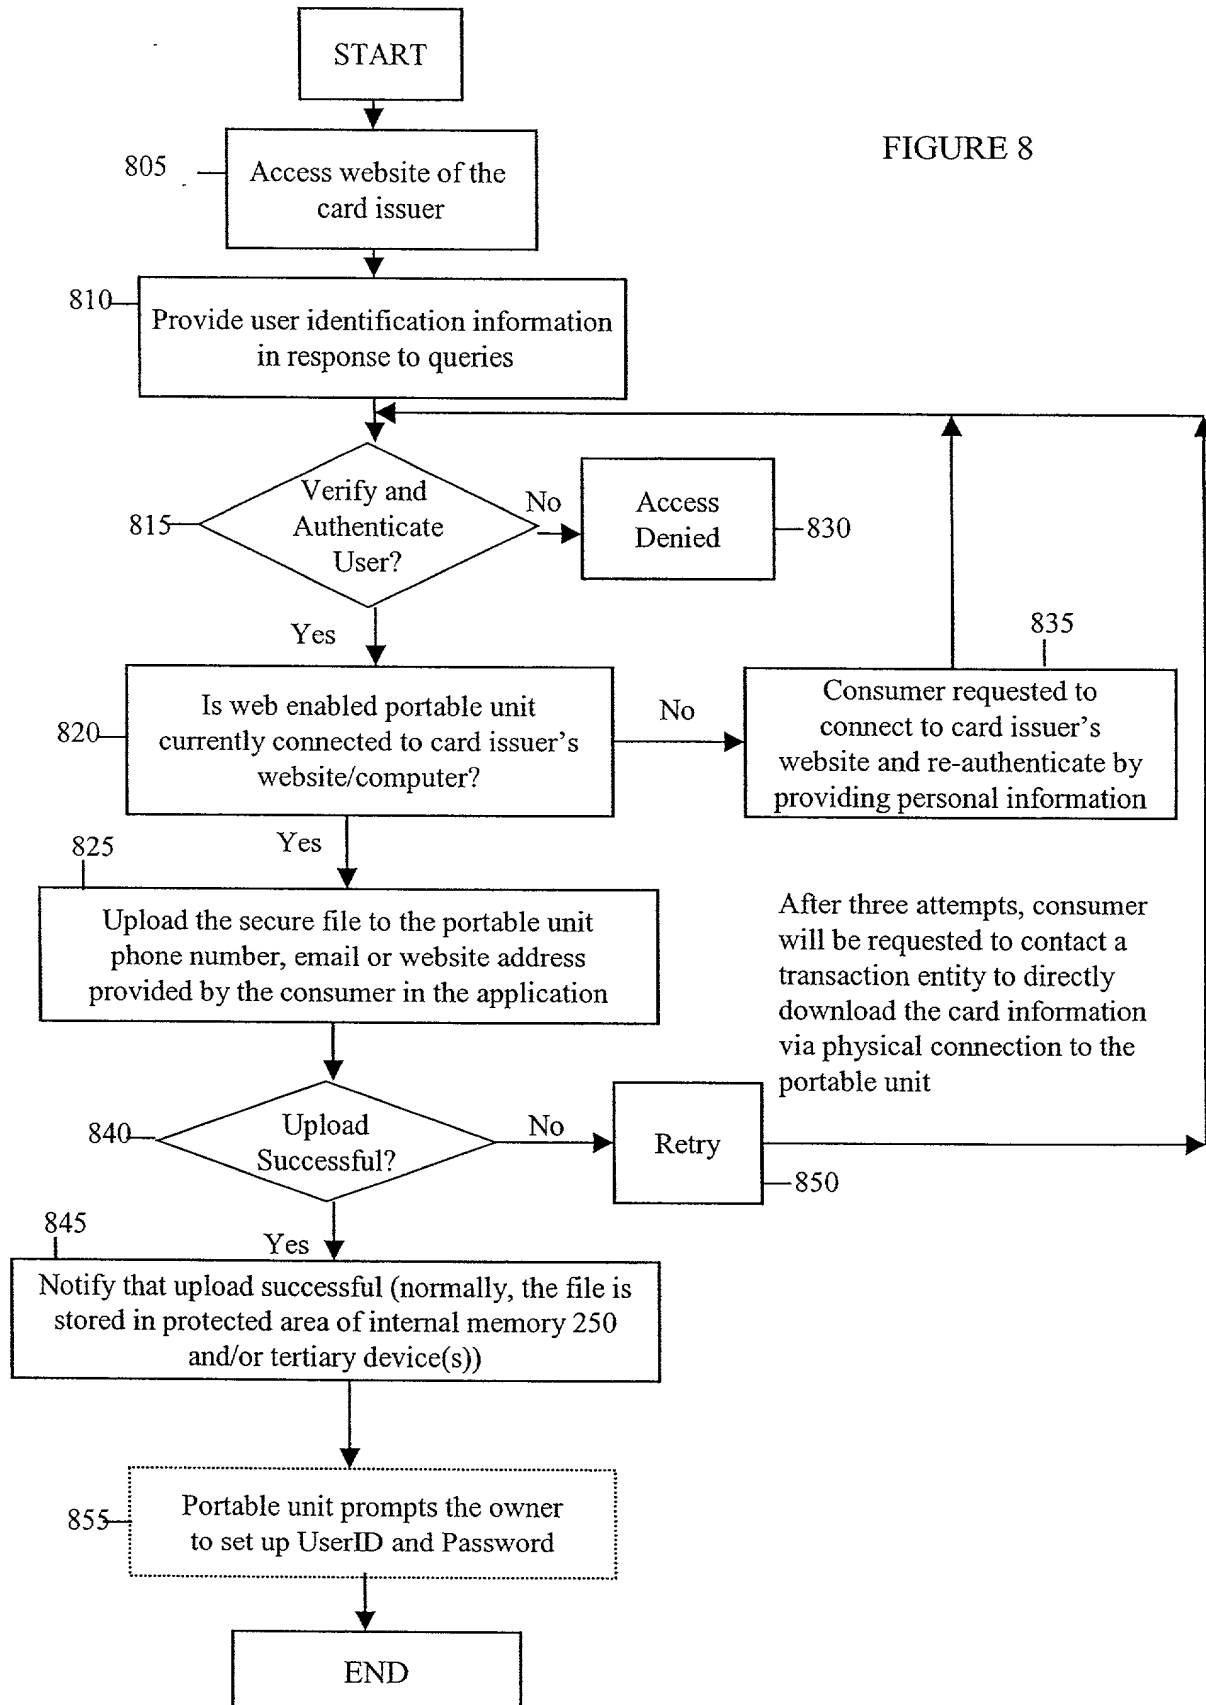 START
FIGURE 8
805
Access website of the
card issuer
810
Provide user identification information
in response to queries
815
Verify and
Authenticate
User?
No
Access
Denied
830
Yes
835
820
Is web enabled portable unit
currently connected to card issuer's
website/computer?
No
Consumer requested to
connect to card issuer's
website and re-authenticate by
providing personal information
Yes
825
Upload the secure file to the portable unit
phone number, email or website address
provided by the consumer in the application
After three attempts, consumer
will be requested to contact a
transaction entity to directly
download the card information
via physical connection to the
portable unit
840
Upload
Successful?
No
Retry
850
Yes
845
Notify that upload successful (normally, the file is
stored in protected area of internal memory 250
and/or tertiary device(s))
855
Portable unit prompts the owner
to set up UserID and Password
END